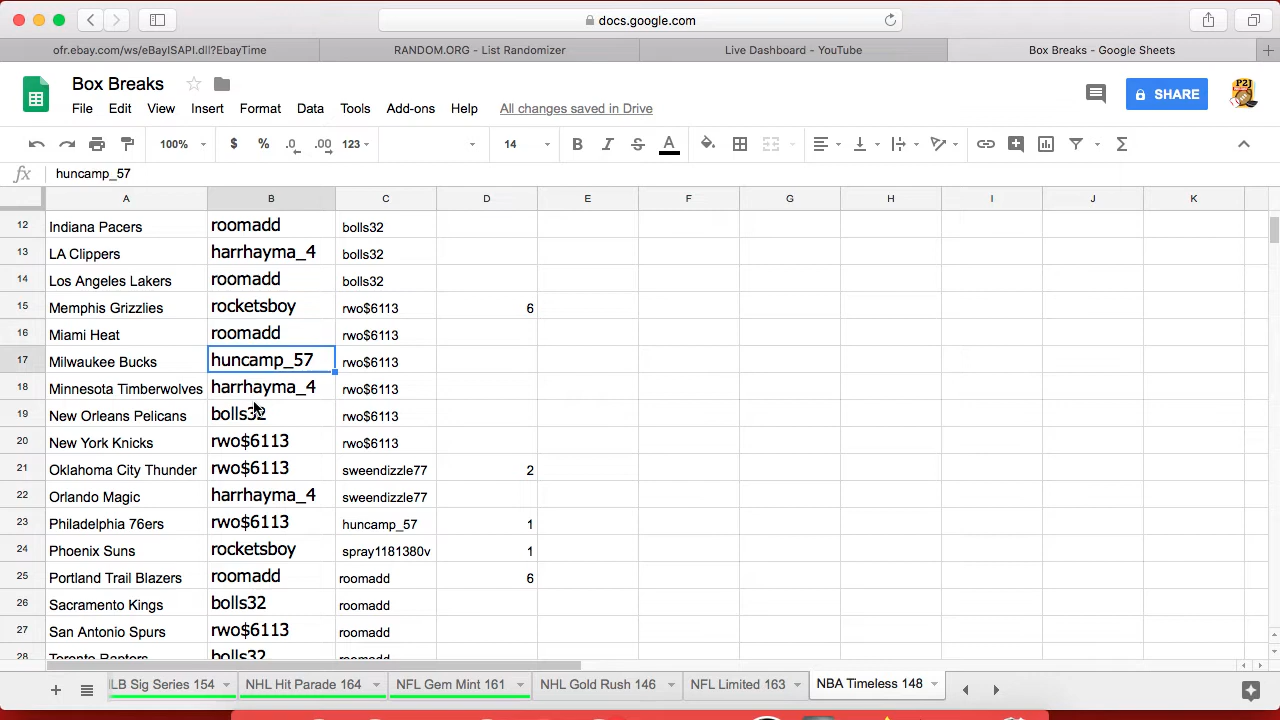 docs.google.com
ofr.ebay.com/ws/eBayISAPI.dll?EbayTime
RANDOM.ORG - List Randomizer
Live Dashboard - YouTube
Box Breaks - Google Sheets
Box Breaks
P2J
SHARE
File Edit View Insert Format Data Tools Add-ons Help All changes saved in Drive
100% $ % .0 .00 123 14 B I S A
fx huncamp_57
A B C D E F G H I J K
12 Indiana Pacers roomadd bolls32
13 LA Clippers harrhayma_4 bolls32
14 Los Angeles Lakers roomadd bolls32
15 Memphis Grizzlies rocketsboy rwo$6113 6
16 Miami Heat roomadd rwo$6113
17 Milwaukee Bucks huncamp_57 rwo$6113
18 Minnesota Timberwolves harrhayma_4 rwo$6113
19 New Orleans Pelicans bolls32 rwo$6113
20 New York Knicks rwo$6113 rwo$6113
21 Oklahoma City Thunder rwo$6113 sweendizzle77 2
22 Orlando Magic harrhayma_4 sweendizzle77
23 Philadelphia 76ers rwo$6113 huncamp_57 1
24 Phoenix Suns rocketsboy spray1181380v 1
25 Portland Trail Blazers roomadd roomadd 6
26 Sacramento Kings bolls32 roomadd
27 San Antonio Spurs rwo$6113 roomadd
28 Toronto Raptors bolls32 roomadd
LB Sig Series 154 NHL Hit Parade 164 NFL Gem Mint 161 NHL Gold Rush 146 NFL Limited 163 NBA Timeless 148